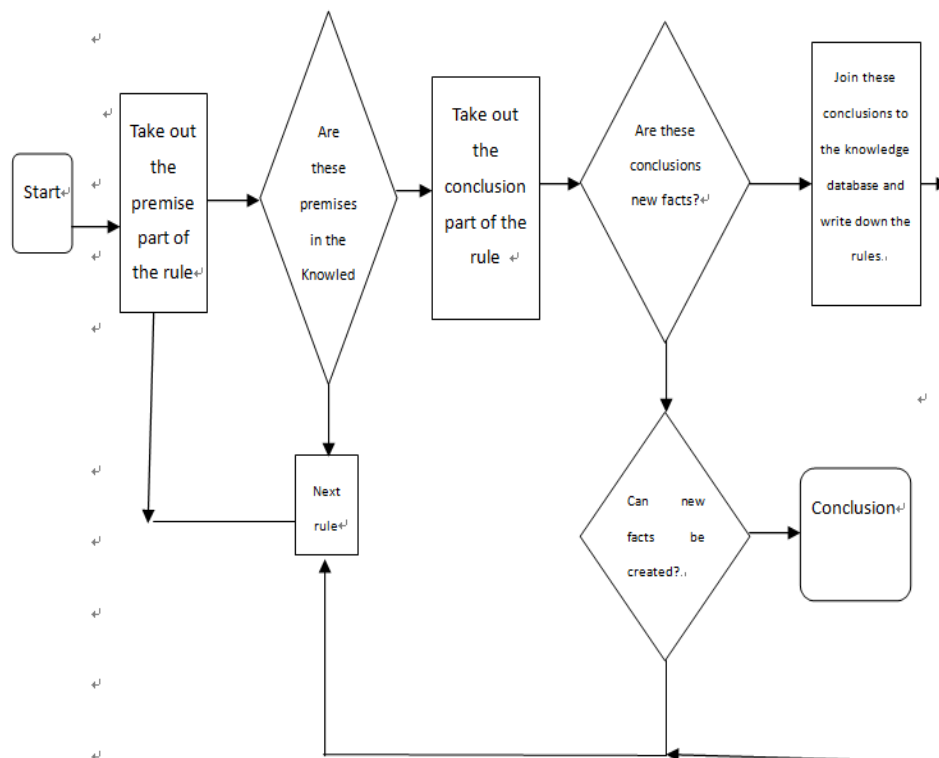 Start
Take out
the
premise
part of
the rule
Are
these
premises
in the
Knowled
Take out
the
conclusion
part of the
rule
Are these
conclusions
new facts?
Join these
conclusions to
the knowledge
database and
write down the
rules.
Next
rule
Can new
facts be
created?
Conclusion